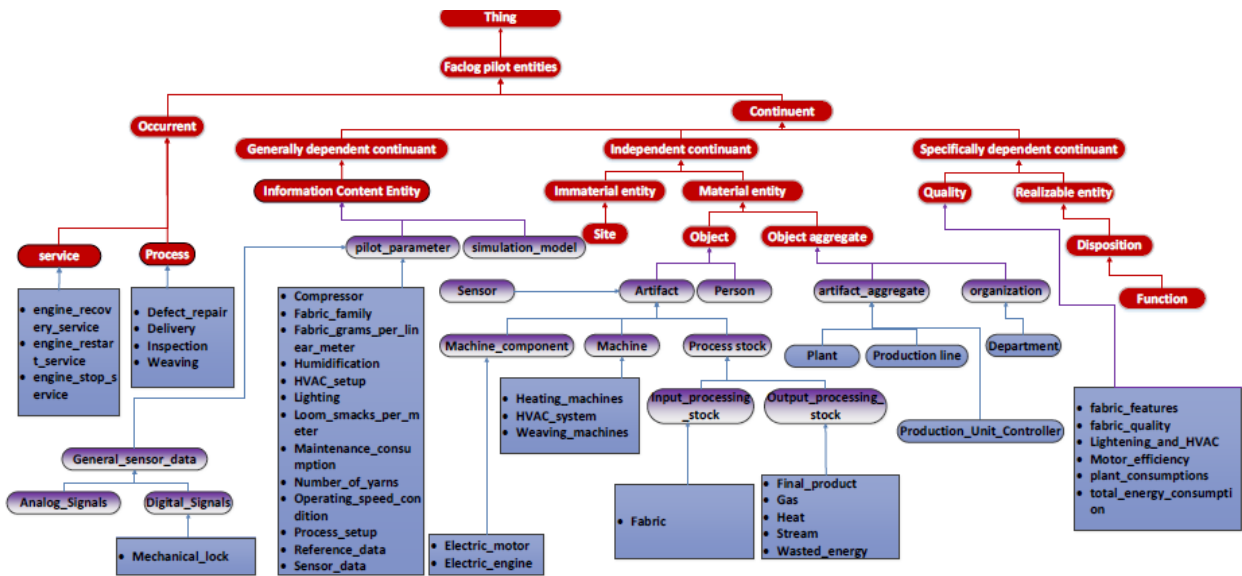 Thing
Faclog pilot entities
Continuent
Occurrent
Generally dependent continuant
Independent continuant
Specifically dependent continuant
Information Content Entity
Immaterial entity
Material entity
Quality
Realizable entity
Site
Object
Object aggregate
Disposition
Function
service
Process
pilot_parameter
simulation_model
Sensor
Artifact
Person
artifact_aggregate
organization
Machine_component
Machine
Process stock
Plant
Production line
Department
Production_Unit_Controller
Input_processing
_stock
Output_processing_
stock
General_sensor_data
Analog_Signals
Digital_Signals
• engine_recov
ery_service
• engine_restar
t_service
• engine_stop_s
ervice
• Defect_repair
• Delivery
• Inspection
• Weaving
• Mechanical_lock
• Compressor
• Fabric_family
• Fabric_grams_per_lin
ear_meter
• Humidification
• HVAC_setup
• Lighting
• Loom_smacks_per_m
eter
• Maintenance_consu
mption
• Number_of_yarns
• Operating_speed_con
dition
• Process_setup
• Reference_data
• Sensor_data
• Electric_motor
• Electric_engine
• Heating_machines
• HVAC_system
• Weaving_machines
• Fabric
• Final_product
• Gas
• Heat
• Stream
• Wasted_energy
• fabric_features
• fabric_quality
• Lightening_and_HVAC
• Motor_efficiency
• plant_consumptions
• total_energy_consumpti
on